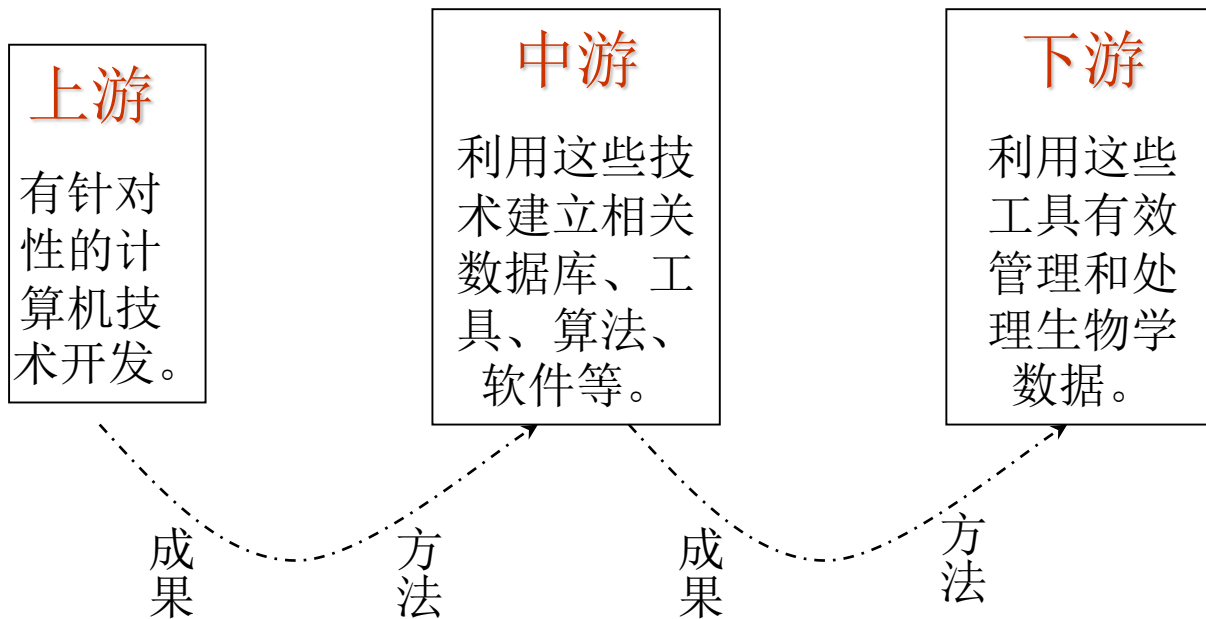 上游
有针对
性的计
算机技
术开发。
中游
利用这些技
术建立相关
数据库、工
具、算法、
软件等。
下游
利用这些
工具有效
管理和处
理生物学
数据。
成果
方法
成果
方法